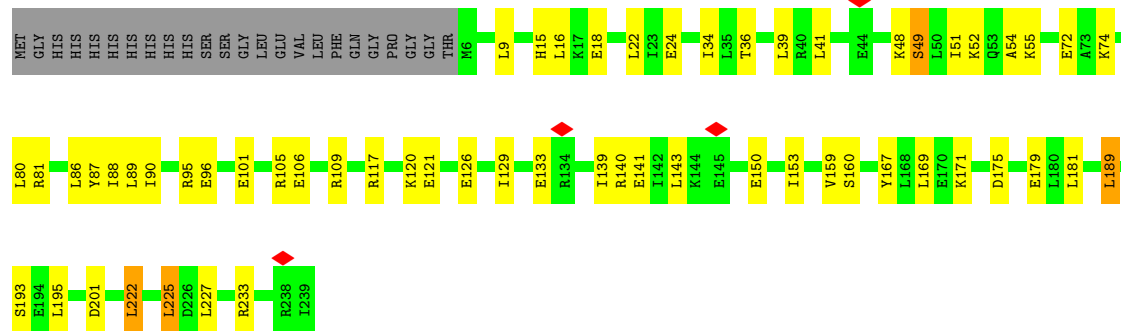 MET GLY HIS HIS HIS HIS HIS HIS HIS HIS SER SER GLY LEU GLU VAL LEU PHE GLN GLY PRO GLY GLY THR M6 L9 H15 L16 K17 E18 L22 I23 E24 I34 L35 T36 L39 R40 L41 E44 K48 S49 L50 I51 K52 Q53 A54 K55 E72 A73 K74
L80 R81 L86 Y87 I88 L89 I90 R95 E96 E101 R105 E106 R109 R117 K120 E121 E126 I129 E133 R134 I139 R140 E141 I142 L143 K144 E145 E150 I153 V159 S160 Y167 L168 L169 E170 K171 D175 E179 L180 L181 L189
S193 E194 L195 D201 L222 L225 D226 L227 R233 R238 I239